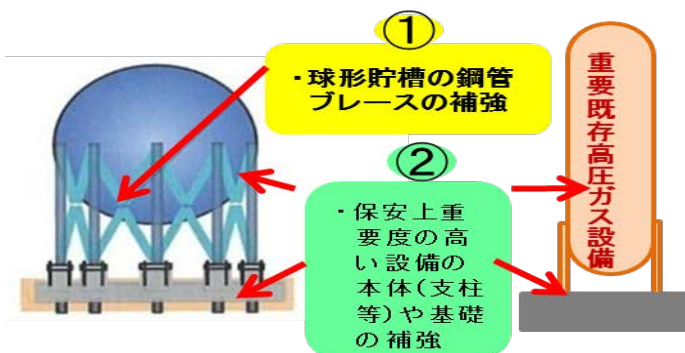 ①
・球形貯槽の鋼管
ブレースの補強
②
・保安上重
要度の高
い設備の
本体(支柱
等)や基礎
の補強
重要既存高圧ガス設備